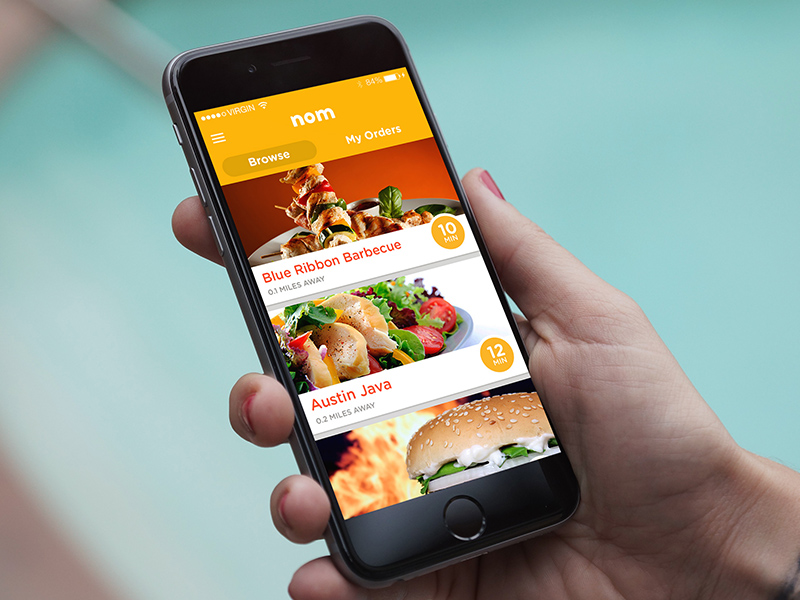 VIRGIN 84%
nom
Browse My Orders
10
MIN
Blue Ribbon Barbecue
0.1 MILES AWAY
12
MIN
Austin Java
0.2 MILES AWAY